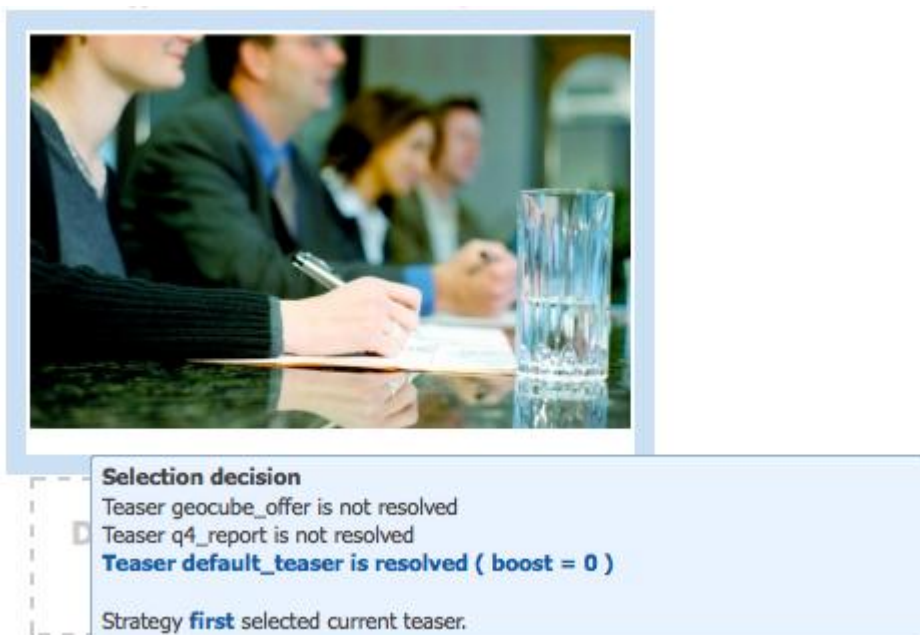 Selection decision
Teaser geocube_offer is not resolved
Teaser q4_report is not resolved
Teaser default_teaser is resolved ( boost = 0 )
Strategy first selected current teaser.